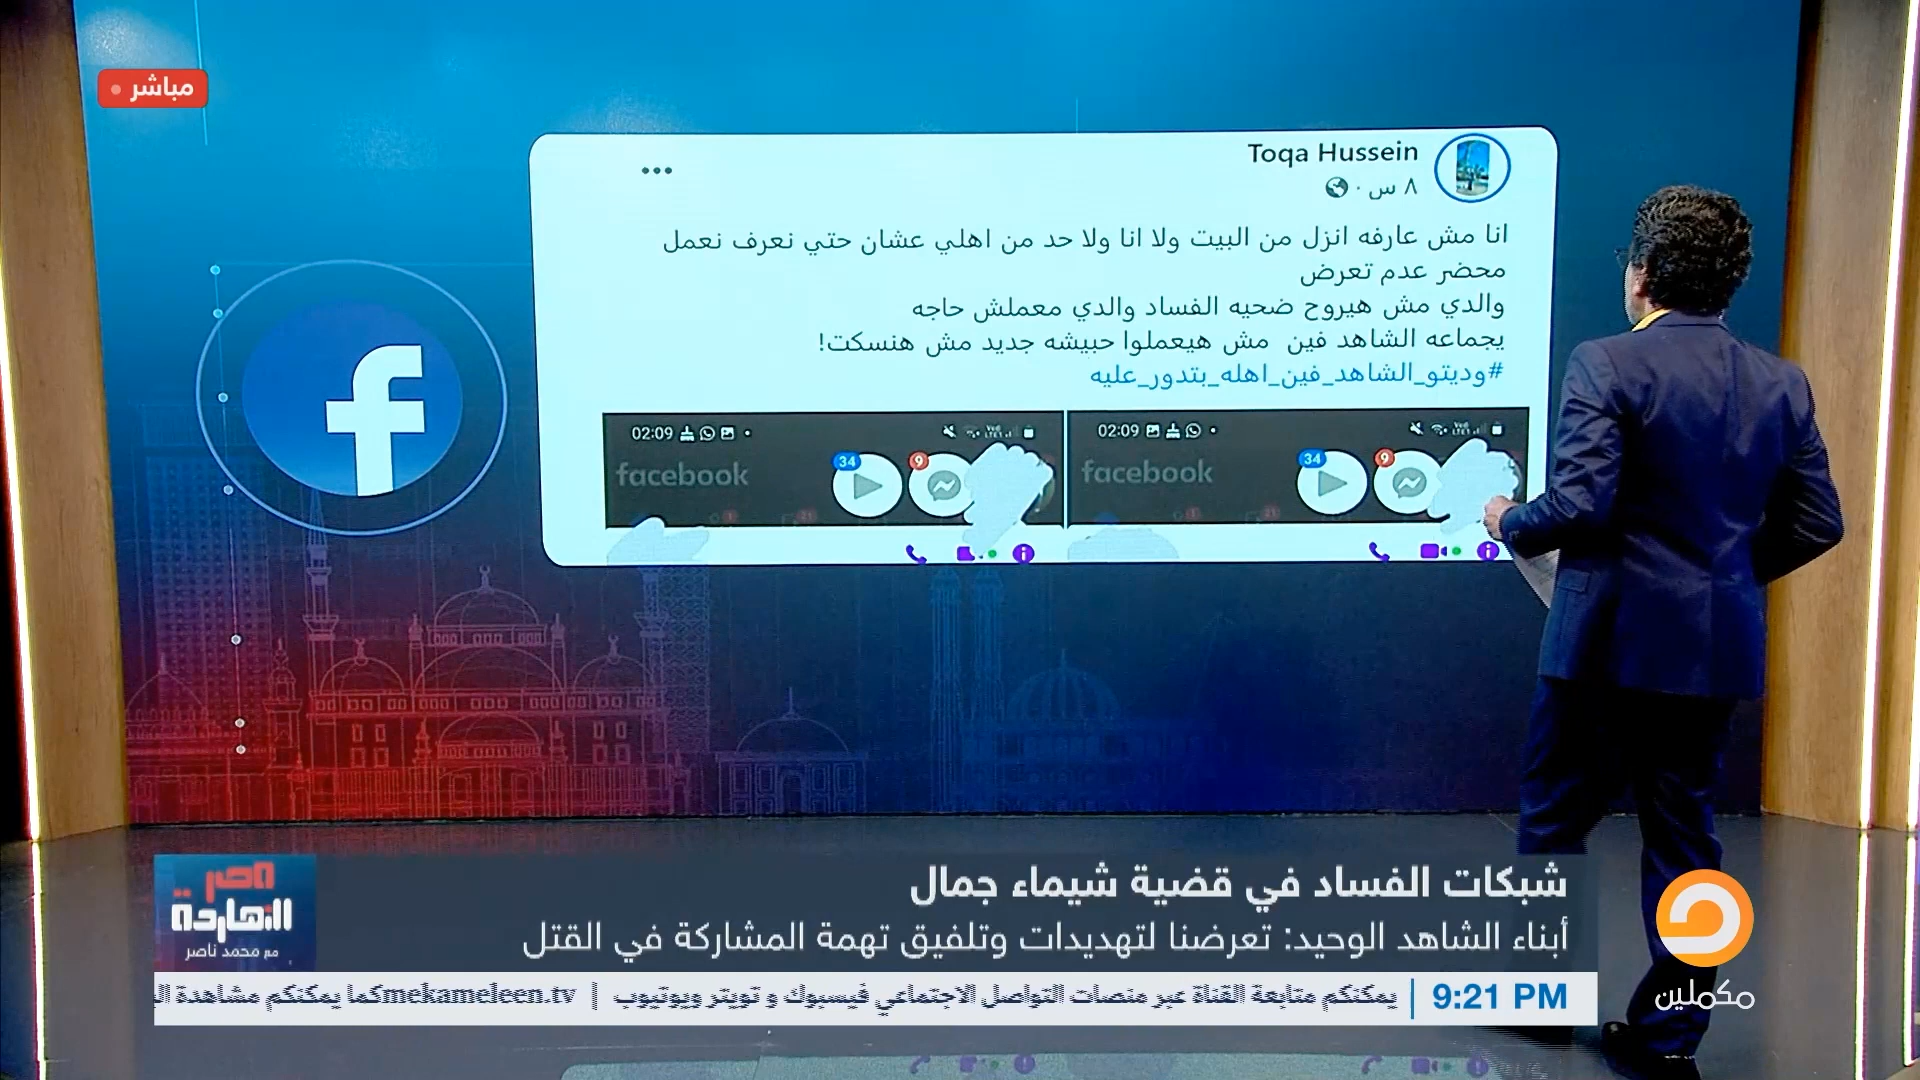 مباشر
Toqa Hussein
٨ س ·
انا مش عارفه انزل من البيت ولا انا ولا حد من اهلي عشان حتي نعرف نعمل
محضر عدم تعرض
والدي مش هيروح ضحيه الفساد والدي معملش حاجه
يجماعه الشاهد فين مش هيعملوا حبيشه جديد مش هنسكت!
#وديتو_الشاهد_فين_اهله_بتدور_عليه
02:09
02:09
facebook
34
9
facebook
34
9
شبكات الفساد في قضية شيماء جمال
أبناء الشاهد الوحيد: تعرضنا لتهديدات وتلفيق تهمة المشاركة في القتل
مصر
النهاردة
مع محمد ناصر
9:21 PM | يمكنكم متابعة القناة عبر منصات التواصل الاجتماعي فيسبوك و تويتر ويوتيوب | mekameleen.tv كما يمكنكم مشاهدة
مكملين